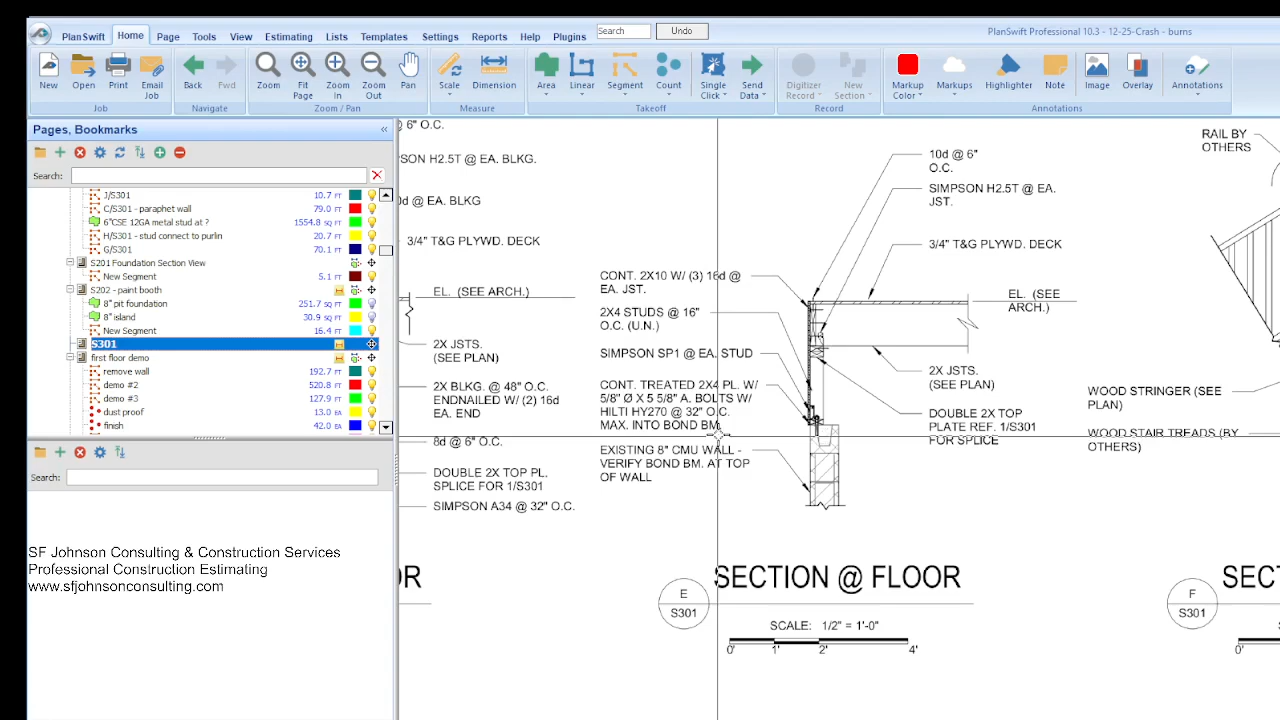 PlanSwift Home Page Tools View Estimating Lists Templates Settings Reports Help Plugins Search Undo PlanSwift Professional 10.3 - 12-25-Crash - burns
New Open Print Email Job Back Fwd Zoom Fit Page Zoom In Zoom Out Pan Scale Dimension Area Linear Segment Count Single Click Send Data Digitizer Record New Section Markup Color Markups Highlighter Note Image Overlay Annotations
Job Navigate Zoom / Pan Measure Takeoff Record Annotations
Pages, Bookmarks
Search:
J/S301 10.7 FT
C/S301 - paraphet wall 79.0 FT
6"CSE 12GA metal stud at ? 1554.8 SQ FT
H/S301 - stud connect to purlin 20.7 FT
G/S301 70.1 FT
S201 Foundation Section View
New Segment 5.1 FT
S202 - paint booth
8" pit foundation 251.7 SQ FT
8" island 30.9 SQ FT
New Segment 16.4 FT
S301
first floor demo
remove wall 192.7 FT
demo #2 520.8 FT
demo #3 127.9 FT
dust proof 13.0 EA
finish 42.0 EA
Search:
SF Johnson Consulting & Construction Services
Professional Construction Estimating
www.sfjohnsonconsulting.com
@ 6" O.C.
H2.5T @ EA. BLKG.
@ EA. BLKG
3/4" T&G PLYWD. DECK
EL. (SEE ARCH.)
2X JSTS.
(SEE PLAN)
2X BLKG. @ 48" O.C.
ENDNAILED W/ (2) 16d
EA. END
8d @ 6" O.C.
DOUBLE 2X TOP PL.
SPLICE FOR 1/S301
SIMPSON A34 @ 32" O.C.
CONT. 2X10 W/ (3) 16d @
EA. JST.
2X4 STUDS @ 16"
O.C. (U.N.)
SIMPSON SP1 @ EA. STUD
CONT. TREATED 2X4 PL. W/
5/8" Ø X 5 5/8" A. BOLTS W/
HILTI HY270 @ 32" O.C.
MAX. INTO BOND BM.
EXISTING 8" CMU WALL -
VERIFY BOND BM. AT TOP
OF WALL
10d @ 6"
O.C.
SIMPSON H2.5T @ EA.
JST.
3/4" T&G PLYWD. DECK
EL. (SEE
ARCH.)
2X JSTS.
(SEE PLAN)
DOUBLE 2X TOP
PLATE REF. 1/S301
FOR SPLICE
RAIL BY
OTHERS
WOOD STRINGER (SEE
PLAN)
WOOD STAIR TREADS (BY
OTHERS)
E
S301
SECTION @ FLOOR
SCALE: 1/2" = 1'-0"
0' 1' 2' 4'
F
S301
0'